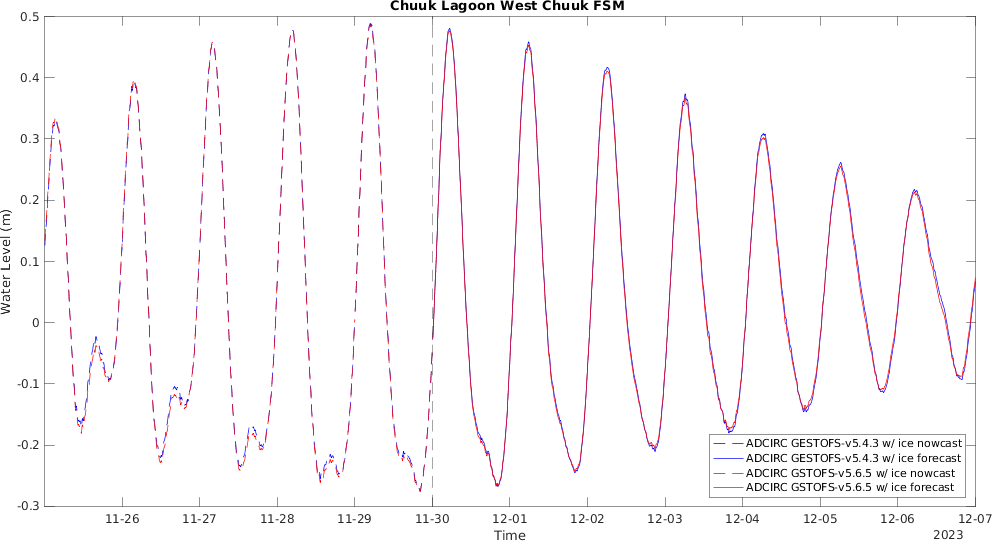 Chuuk Lagoon West Chuuk FSM
0.5
0.4
0.3
0.2
0.1
0
-0.1
-0.2
-0.3
Water Level (m)
11-26 11-27 11-28 11-29 11-30 12-01 12-02 12-03 12-04 12-05 12-06 12-07
Time
2023
ADCIRC GESTOFS-v5.4.3 w/ ice nowcast
ADCIRC GESTOFS-v5.4.3 w/ ice forecast
ADCIRC GSTOFS-v5.6.5 w/ ice nowcast
ADCIRC GSTOFS-v5.6.5 w/ ice forecast